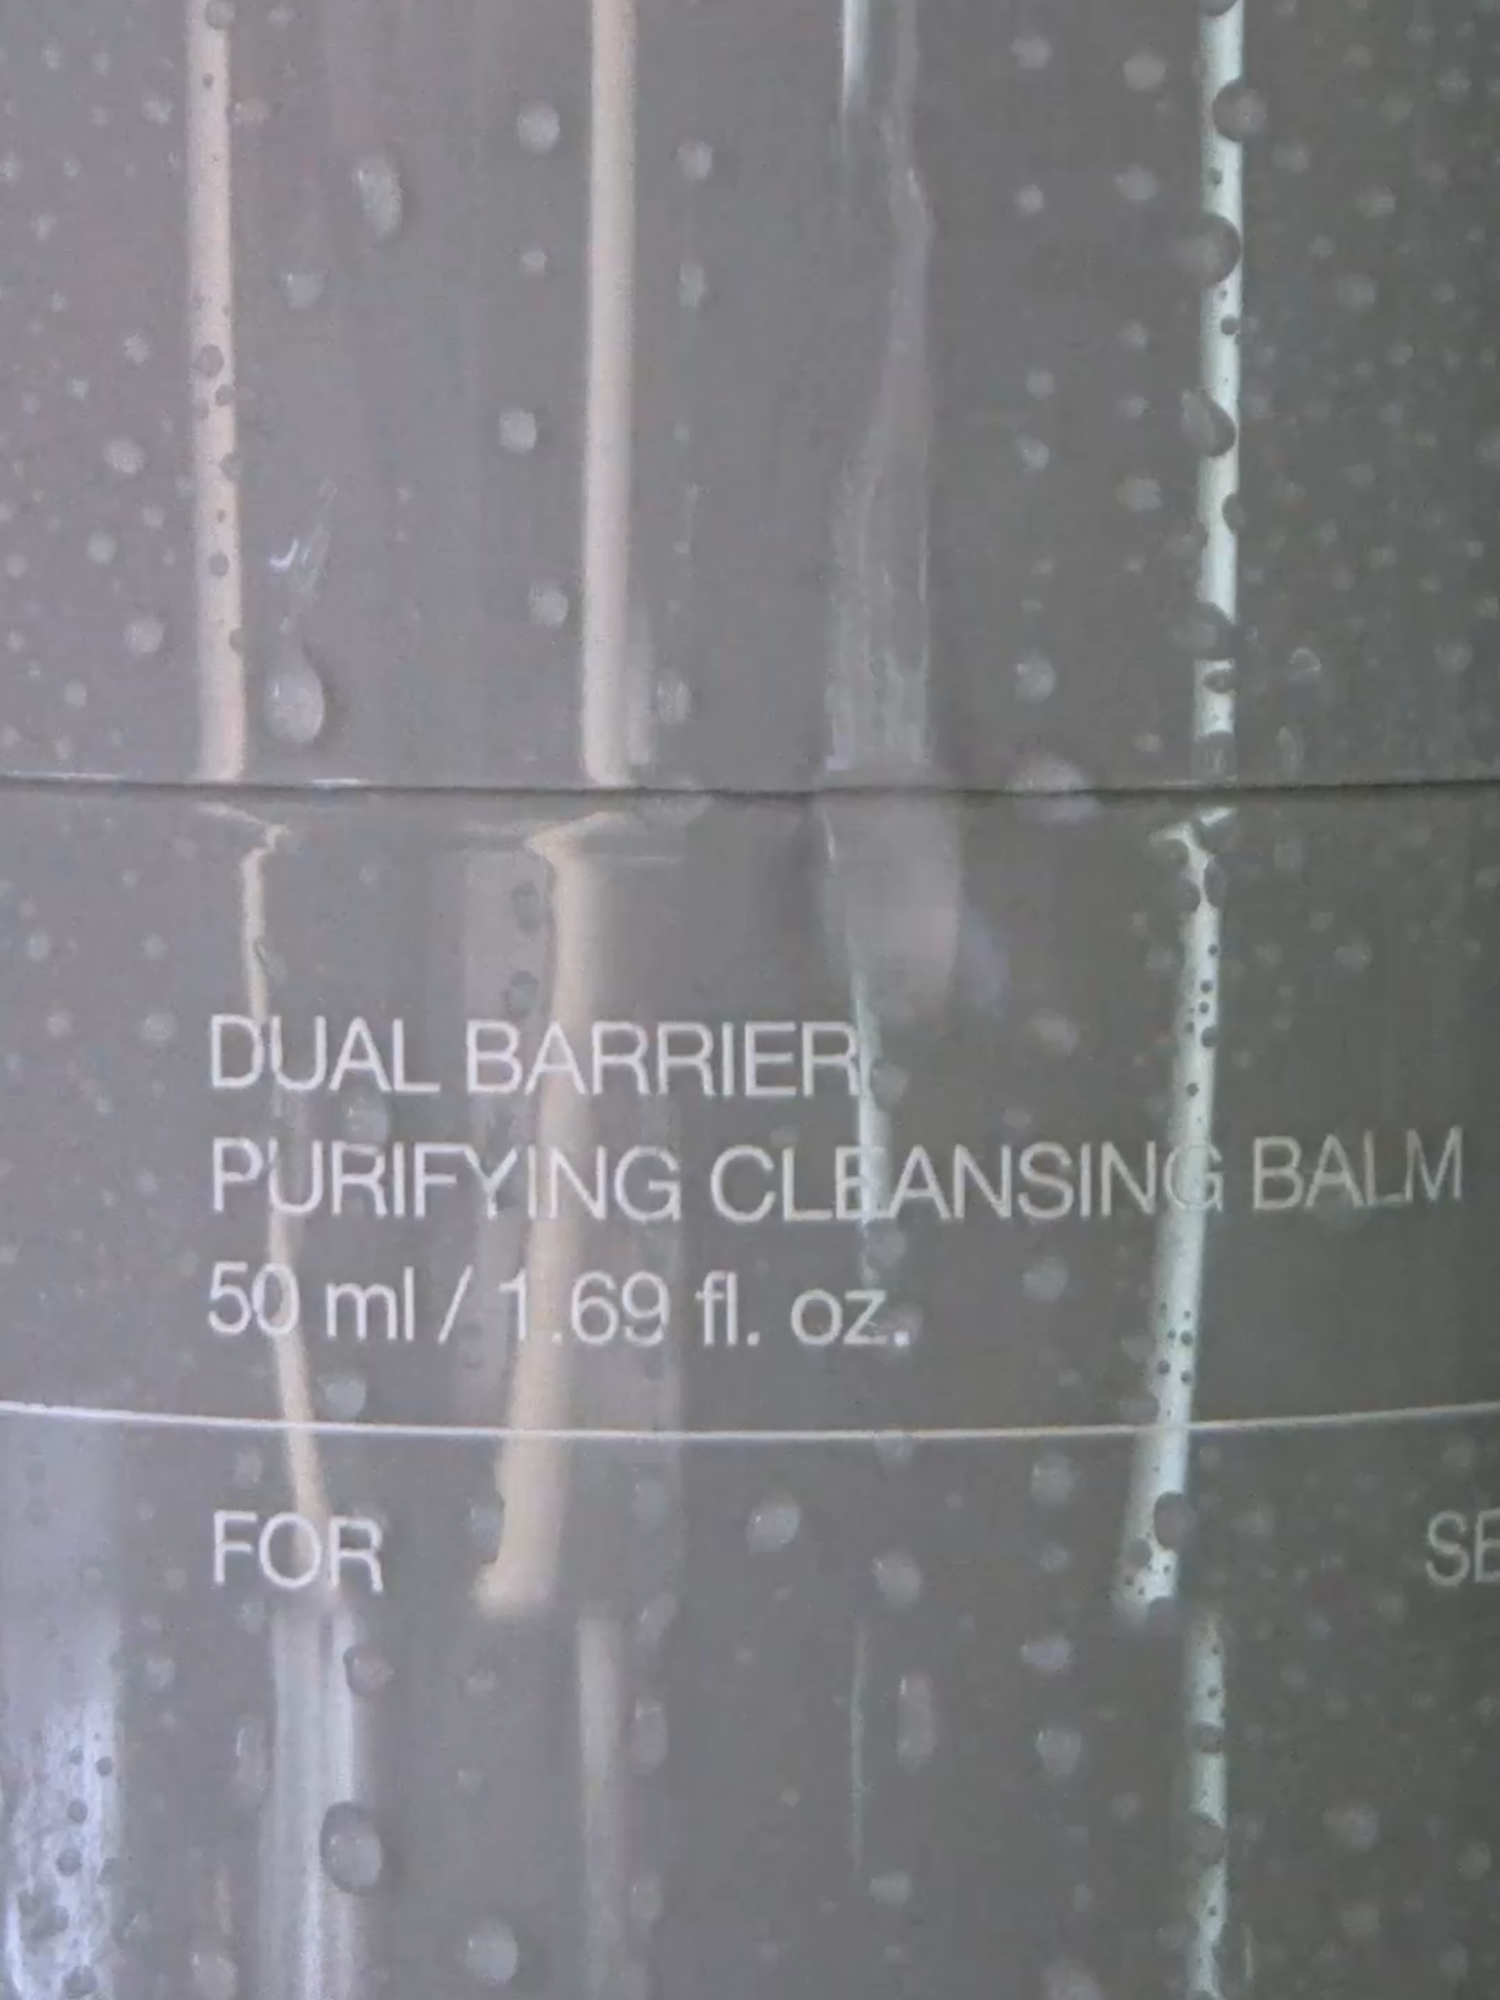 DUAL BARRIER
PURIFYING CLEANSING BALM
50 ml / 1.69 fl. oz.
FOR